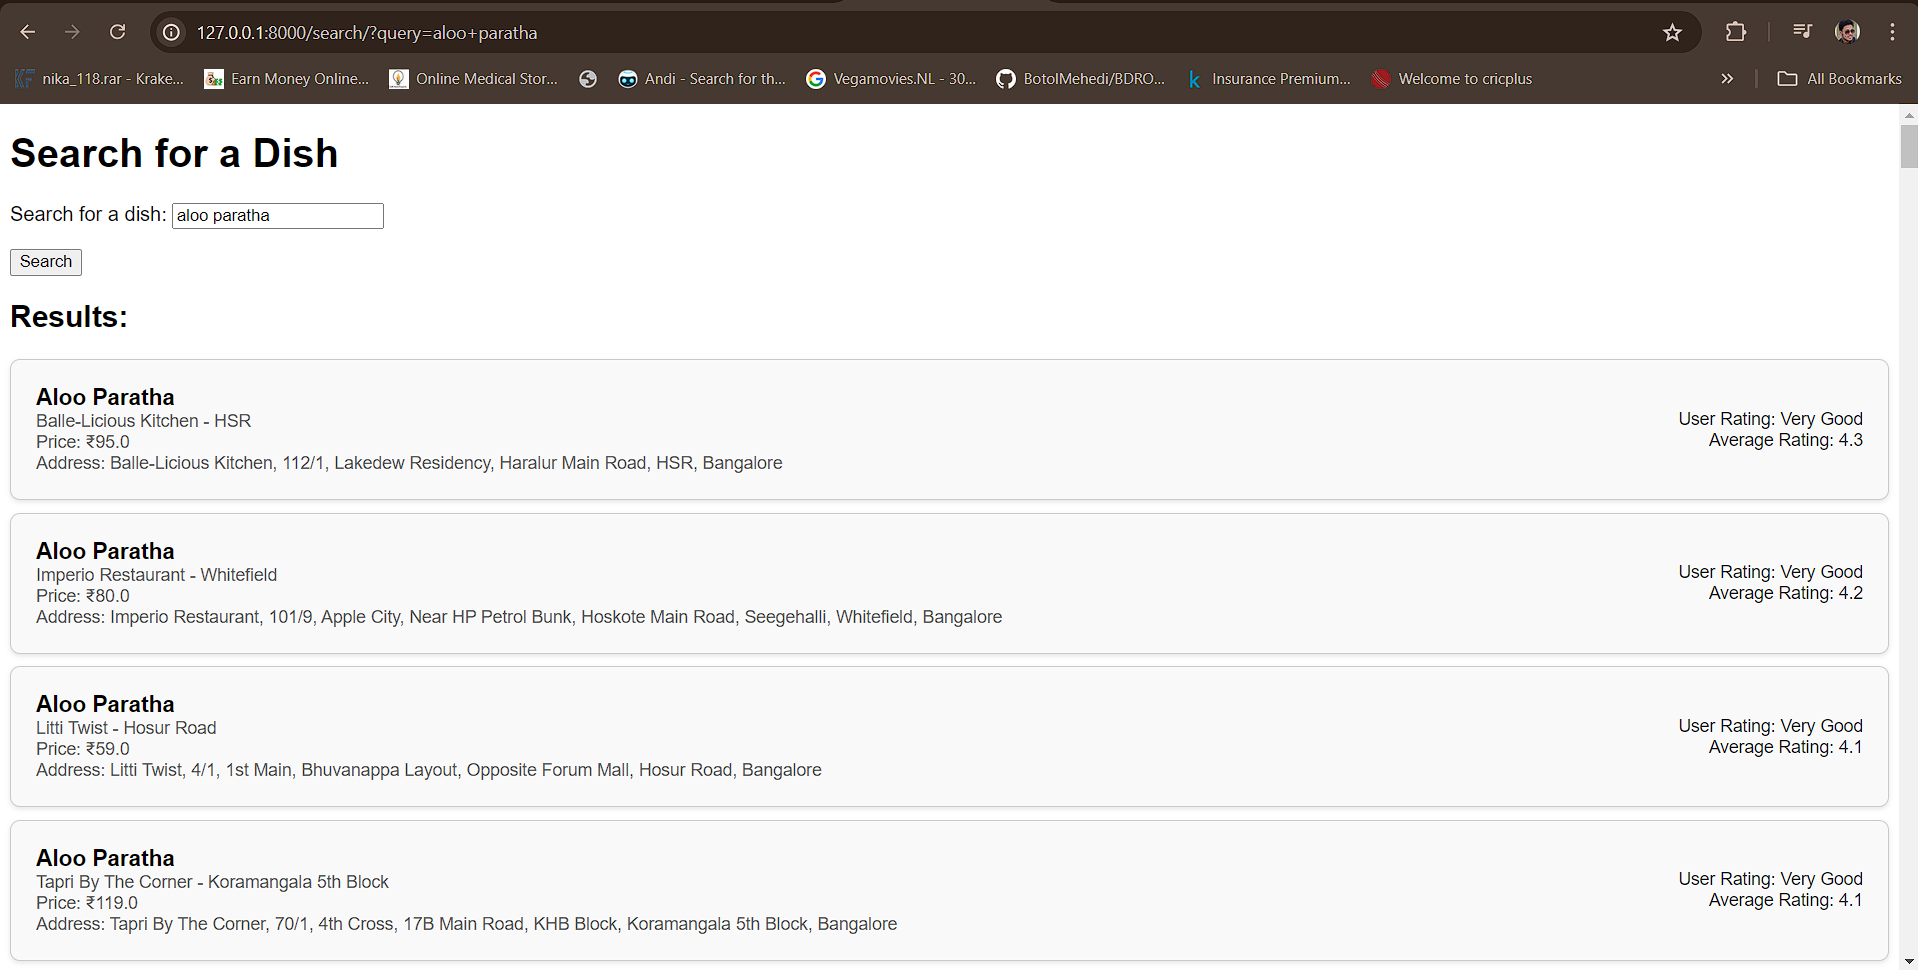 127.0.0.1:8000/search/?query=aloo+paratha
nika_118.rar - Krake... Earn Money Online... Online Medical Stor... Andi - Search for th... Vegamovies.NL - 30... BotolMehedi/BDRO... Insurance Premium... Welcome to cricplus » All Bookmarks
Search for a Dish
Search for a dish: aloo paratha
Search
Results:
Aloo Paratha
Balle-Licious Kitchen - HSR
Price: ₹95.0
Address: Balle-Licious Kitchen, 112/1, Lakedew Residency, Haralur Main Road, HSR, Bangalore
User Rating: Very Good
Average Rating: 4.3
Aloo Paratha
Imperio Restaurant - Whitefield
Price: ₹80.0
Address: Imperio Restaurant, 101/9, Apple City, Near HP Petrol Bunk, Hoskote Main Road, Seegehalli, Whitefield, Bangalore
User Rating: Very Good
Average Rating: 4.2
Aloo Paratha
Litti Twist - Hosur Road
Price: ₹59.0
Address: Litti Twist, 4/1, 1st Main, Bhuvanappa Layout, Opposite Forum Mall, Hosur Road, Bangalore
User Rating: Very Good
Average Rating: 4.1
Aloo Paratha
Tapri By The Corner - Koramangala 5th Block
Price: ₹119.0
Address: Tapri By The Corner, 70/1, 4th Cross, 17B Main Road, KHB Block, Koramangala 5th Block, Bangalore
User Rating: Very Good
Average Rating: 4.1